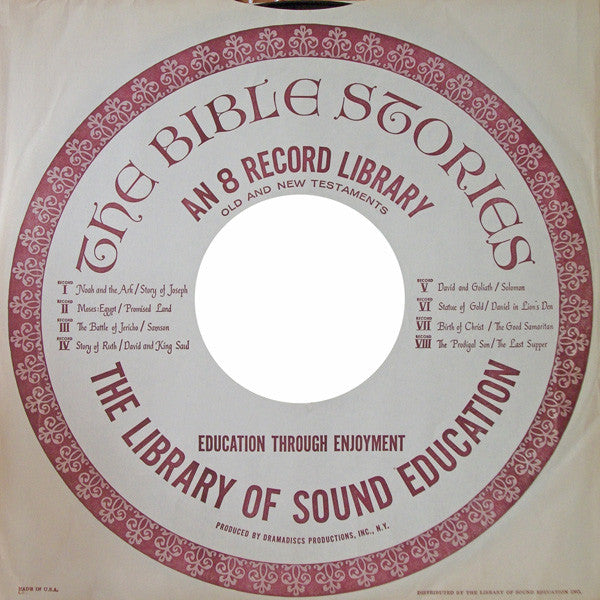 THE BIBLE STORIES
AN 8 RECORD LIBRARY
OLD AND NEW TESTAMENTS
RECORD I Noah and the Ark / Story of Joseph
RECORD II Moses: Egypt / Promised Land
RECORD III The Battle of Jericho / Samson
RECORD IV Story of Ruth / David and King Saul
RECORD V David and Goliath / Solomon
RECORD VI Statue of Gold / Daniel in Lion's Den
RECORD VII Birth of Christ / The Good Samaritan
RECORD VIII The Prodigal Son / The Last Supper
EDUCATION THROUGH ENJOYMENT
THE LIBRARY OF SOUND EDUCATION
PRODUCED BY DRAMADISCS PRODUCTIONS, INC., N.Y.
MADE IN U.S.A.
DISTRIBUTED BY THE LIBRARY OF SOUND EDUCATION INC.